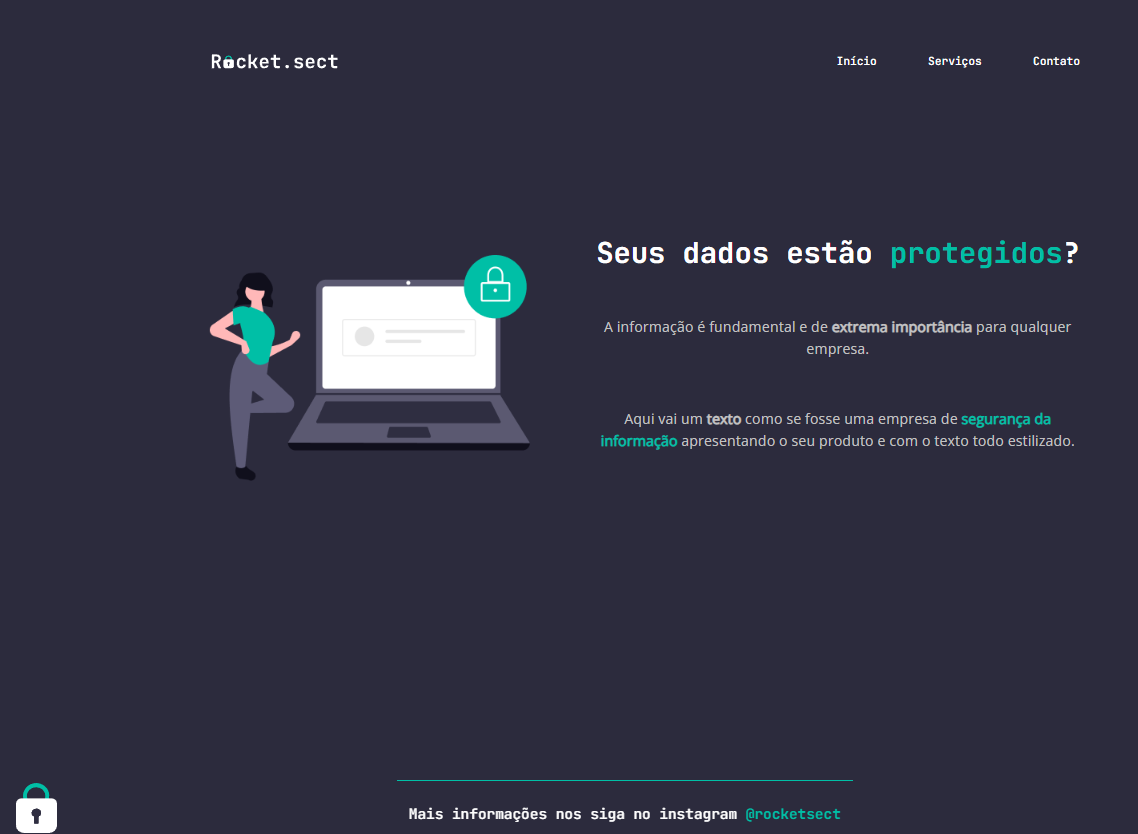 Rocket.sect
Início Serviços Contato
Seus dados estão protegidos?
A informação é fundamental e de extrema importância para qualquer
empresa.
Aqui vai um texto como se fosse uma empresa de segurança da
informação apresentando o seu produto e com o texto todo estilizado.
Mais informações nos siga no instagram @rocketsect